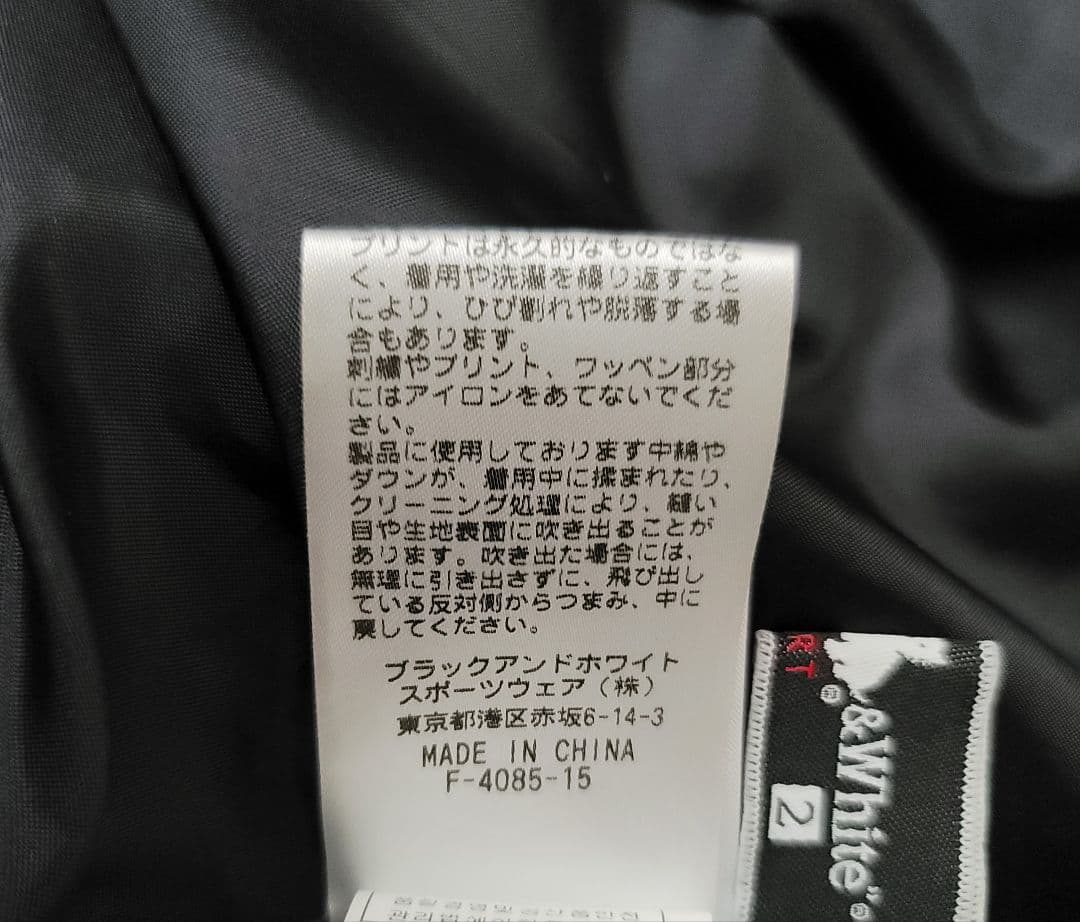 プリントは永久的なものではな
く、着用や洗濯を繰り返すこと
により、ひび割れや脱落する場
合もあります。
刺繍やプリント、ワッペン部分
にはアイロンをあてないでくだ
さい。
製品に使用しております中綿や
ダウンが、着用中に揉まれたり、
クリーニング処理により、縫い
目や生地表面に吹き出ることが
あります。吹き出た場合には、
無理に引き出さずに、飛び出し
ている反対側からつまみ、中に
戻してください。
ブラックアンドホワイト
スポーツウェア(株)
東京都港区赤坂6-14-3
MADE IN CHINA
F-4085-15
RT
®
&White®
2